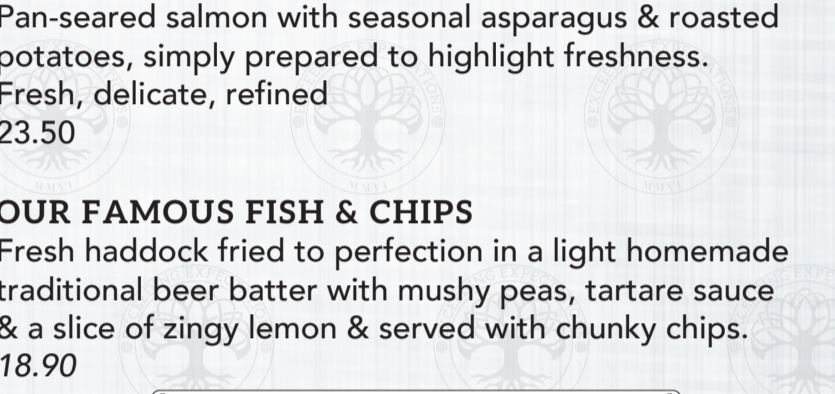 Pan-seared salmon with seasonal asparagus & roasted
potatoes, simply prepared to highlight freshness.
Fresh, delicate, refined
23.50
OUR FAMOUS FISH & CHIPS
Fresh haddock fried to perfection in a light homemade
traditional beer batter with mushy peas, tartare sauce
& a slice of zingy lemon & served with chunky chips.
18.90